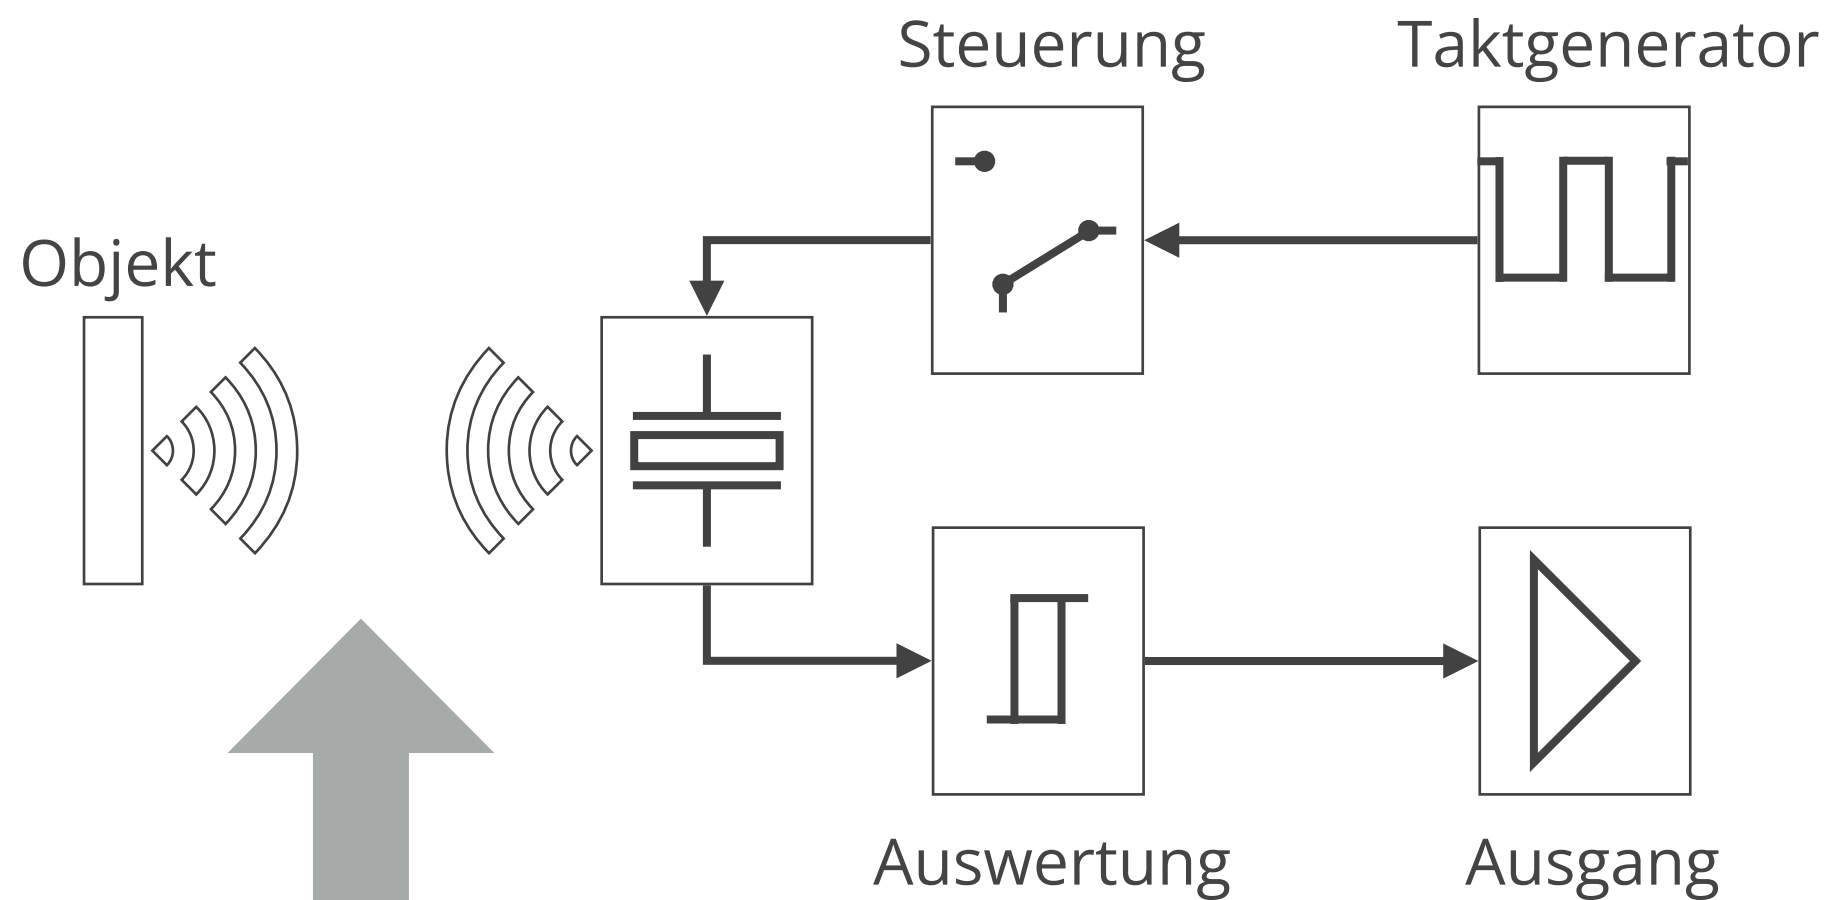 Steuerung
Taktgenerator
Objekt
Auswertung
Ausgang